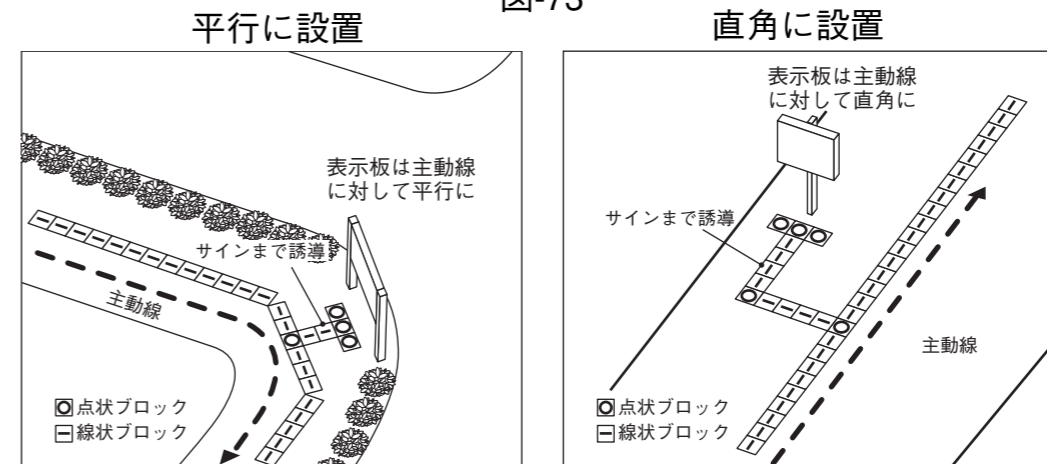 図-73
平行に設置
表示板は主動線
に対して平行に
サインまで誘導
主動線
点状ブロック
線状ブロック
直角に設置
表示板は主動線
に対して直角に
サインまで誘導
主動線
点状ブロック
線状ブロック